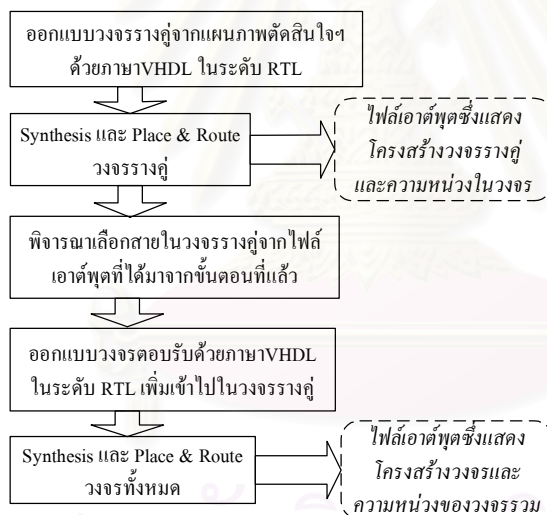 ออกแบบวงจรรางคู่จากแผนภาพตัดสินใจฯ
ด้วยภาษาVHDL ในระดับ RTL
Synthesis และ Place & Route
วงจรรางคู่
ไฟล์เอาต์พุตซึ่งแสดง
โครงสร้างวงจรรางคู่
และความหน่วงในวงจร
พิจารณาเลือกสายในวงจรรางคู่จากไฟล์
เอาต์พุตที่ได้มาจากขั้นตอนที่แล้ว
ออกแบบวงจรตอบรับด้วยภาษาVHDL
ในระดับ RTL เพิ่มเข้าไปในวงจรรางคู่
Synthesis และ Place & Route
วงจรทั้งหมด
ไฟล์เอาต์พุตซึ่งแสดง
โครงสร้างวงจรและ
ความหน่วงของวงจรรวม